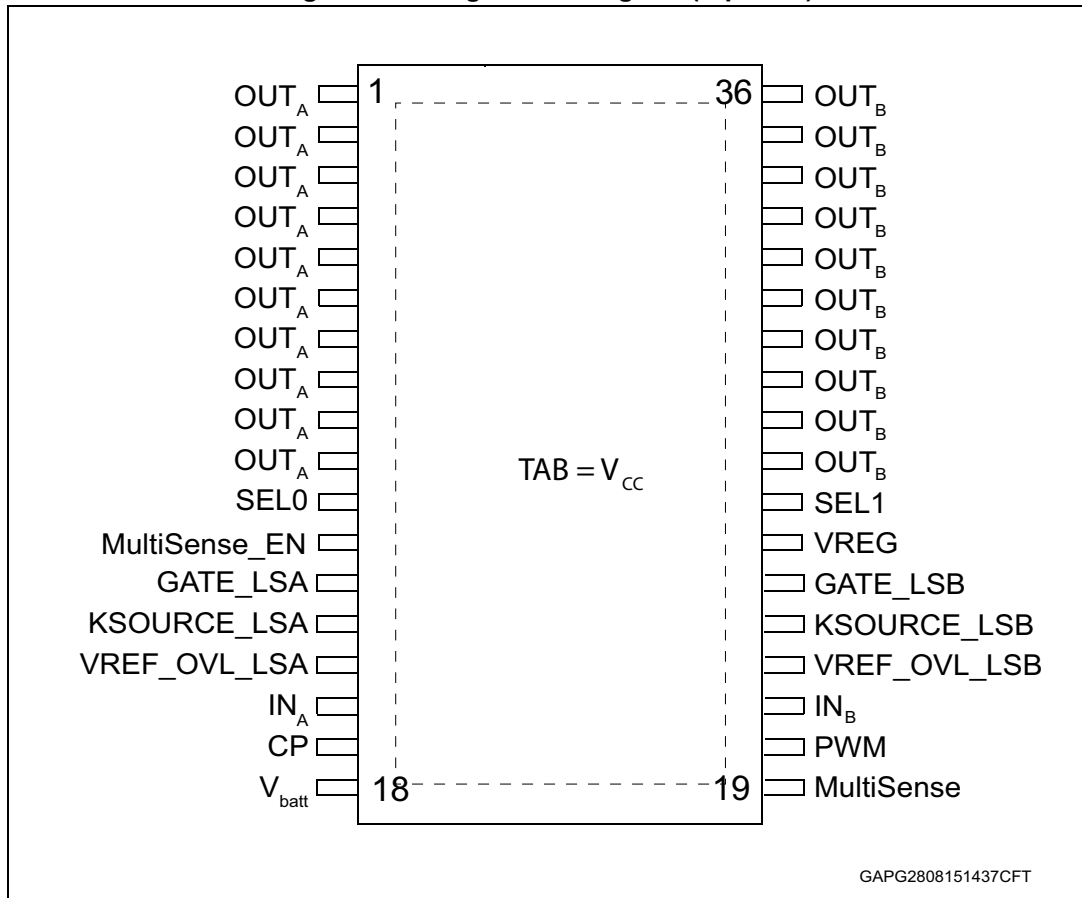 OUTA 1 36 OUTB
OUTA OUTB
OUTA OUTB
OUTA OUTB
OUTA OUTB
OUTA OUTB
OUTA OUTB
OUTA OUTB
OUTA OUTB
OUTA OUTB
TAB = VCC
SEL0 SEL1
MultiSense_EN VREG
GATE_LSA GATE_LSB
KSOURCE_LSA KSOURCE_LSB
VREF_OVL_LSA VREF_OVL_LSB
INA INB
CP PWM
Vbatt 18 19 MultiSense
GAPG2808151437CFT